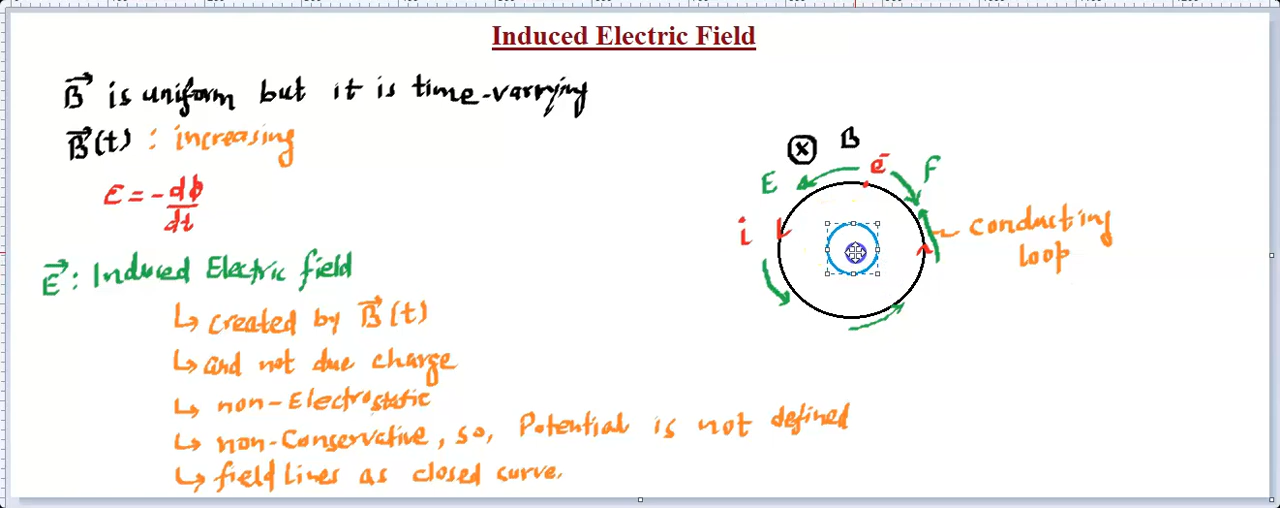 Induced Electric Field
B⃗ is uniform but it is time-varrying
B⃗(t) : increasing
ε = - dϕ/dt
E⃗ : Induced Electric field
↳ created by B⃗(t)
↳ and not due charge
↳ non-Electrostatic
↳ non-Conservative, so, Potential is not defined
↳ field lines as closed curve.
B
E
e⁻
F
i
conducting
loop